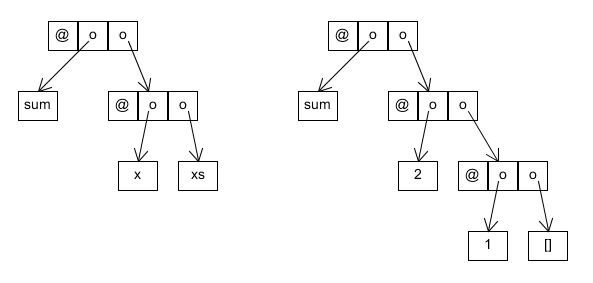 @ o o @ o o
sum @ o o sum @ o o
x xs 2 @ o o
1 []